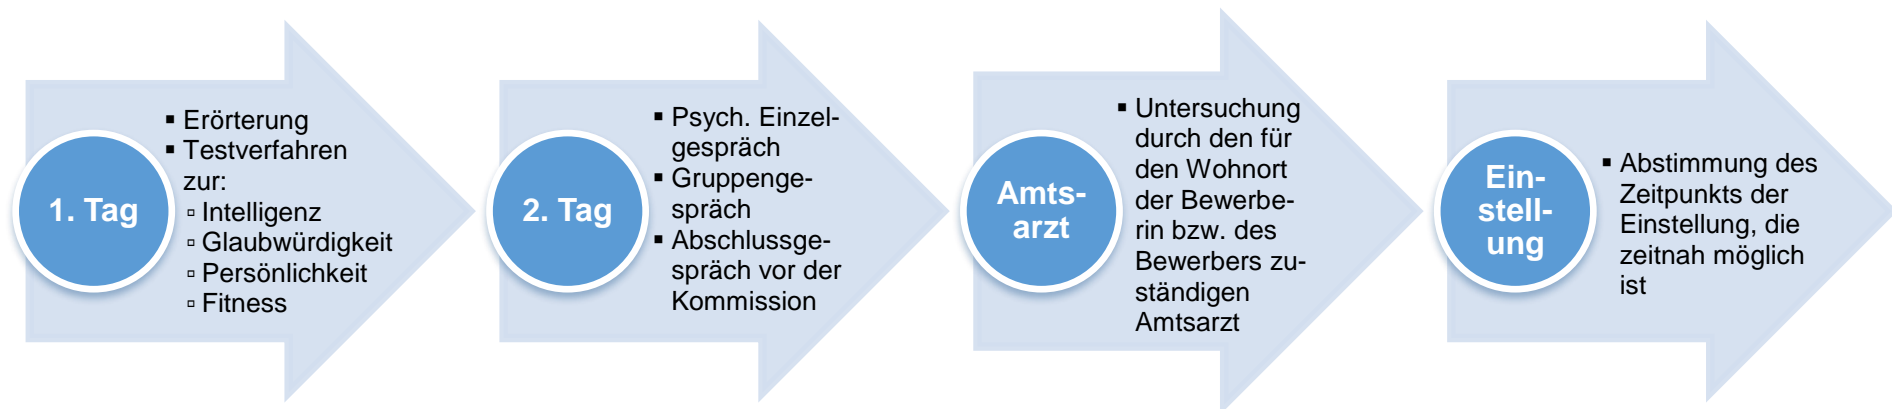 1. Tag
▪ Erörterung
▪ Testverfahren
zur:
▫ Intelligenz
▫ Glaubwürdigkeit
▫ Persönlichkeit
▫ Fitness
2. Tag
▪ Psych. Einzel-
gespräch
▪ Gruppenge-
spräch
▪ Abschlussge-
spräch vor der
Kommission
Amts-
arzt
▪ Untersuchung
durch den für
den Wohnort
der Bewerbe-
rin bzw. des
Bewerbers zu-
ständigen
Amtsarzt
Ein-
stell-
ung
▪ Abstimmung des
Zeitpunkts der
Einstellung, die
zeitnah möglich
ist